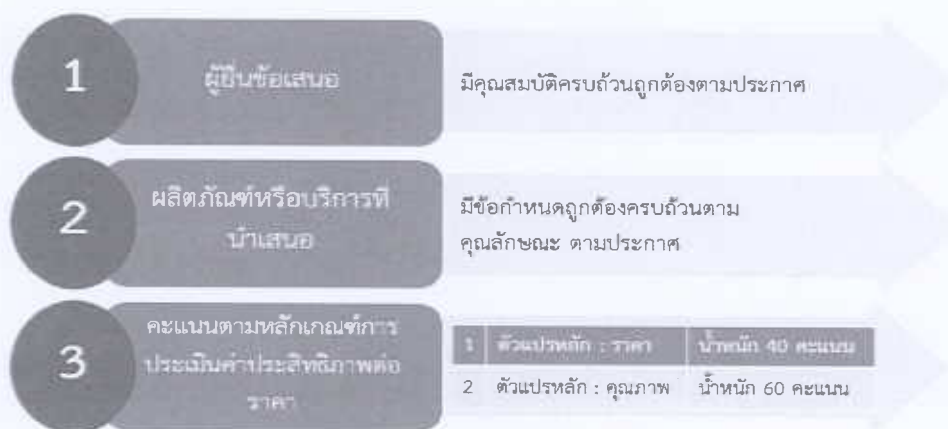 1
ผู้ยื่นข้อเสนอ
มีคุณสมบัติครบถ้วนถูกต้องตามประกาศ
2
ผลิตภัณฑ์หรือบริการที่
นำเสนอ
มีข้อกำหนดถูกต้องครบถ้วนตาม
คุณลักษณะ ตามประกาศ
3
คะแนนตามหลักเกณฑ์การ
ประเมินค่าประสิทธิภาพต่อ
ราคา
1 ตัวแปรหลัก : ราคา น้ำหนัก 40 คะแนน
2 ตัวแปรหลัก : คุณภาพ น้ำหนัก 60 คะแนน